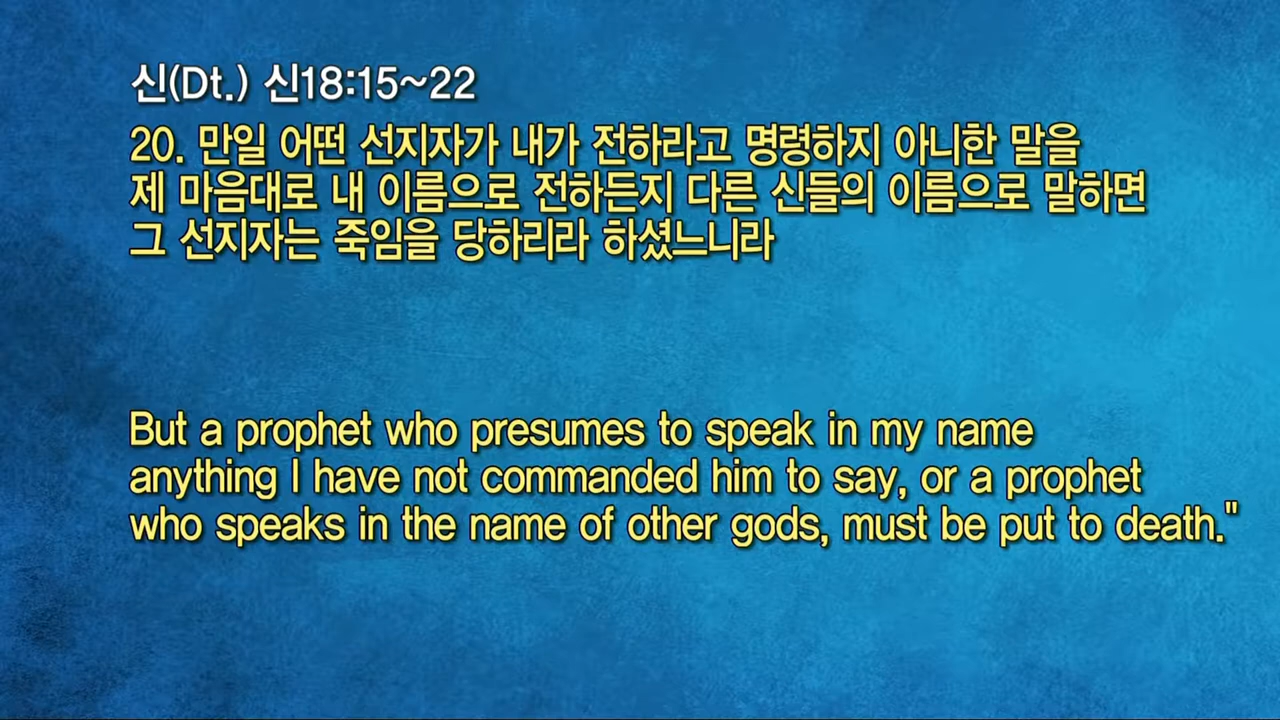 신(Dt.) 신18:15~22
20. 만일 어떤 선지자가 내가 전하라고 명령하지 아니한 말을
제 마음대로 내 이름으로 전하든지 다른 신들의 이름으로 말하면
그 선지자는 죽임을 당하리라 하셨느니라
But a prophet who presumes to speak in my name
anything I have not commanded him to say, or a prophet
who speaks in the name of other gods, must be put to death."